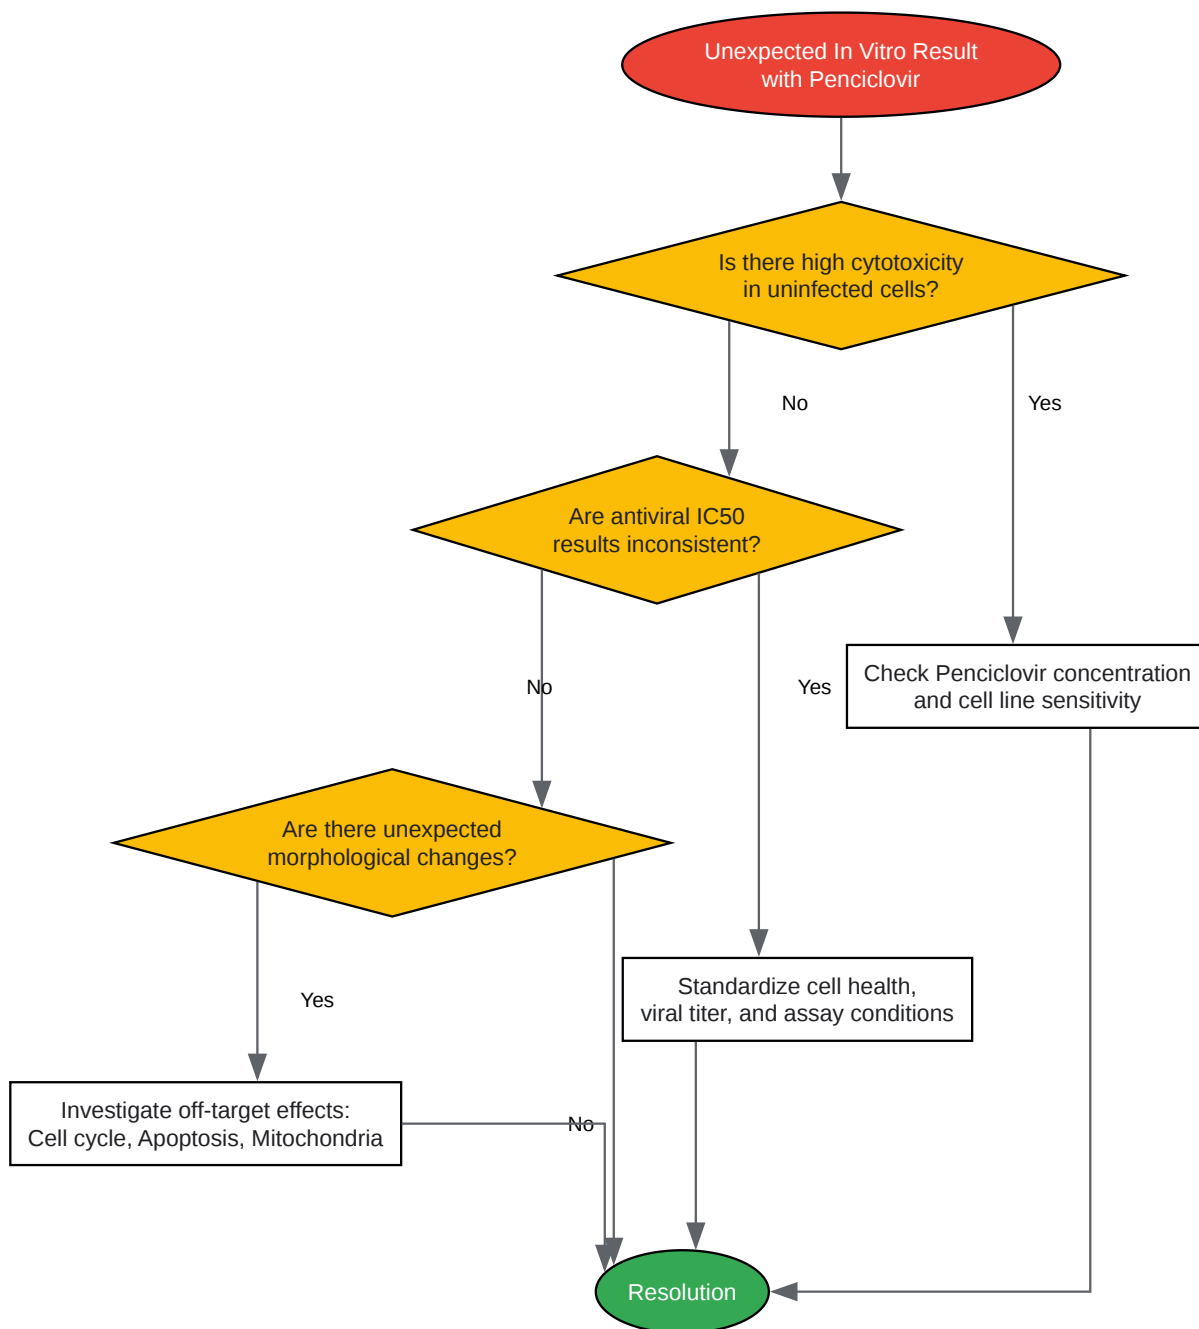 Unexpected In Vitro Result
with Penciclovir
Is there high cytotoxicity
in uninfected cells?
No
Yes
Are antiviral IC50
results inconsistent?
Check Penciclovir concentration
and cell line sensitivity
No
Yes
Are there unexpected
morphological changes?
Standardize cell health,
viral titer, and assay conditions
Yes
Investigate off-target effects:
Cell cycle, Apoptosis, Mitochondria
No
Resolution